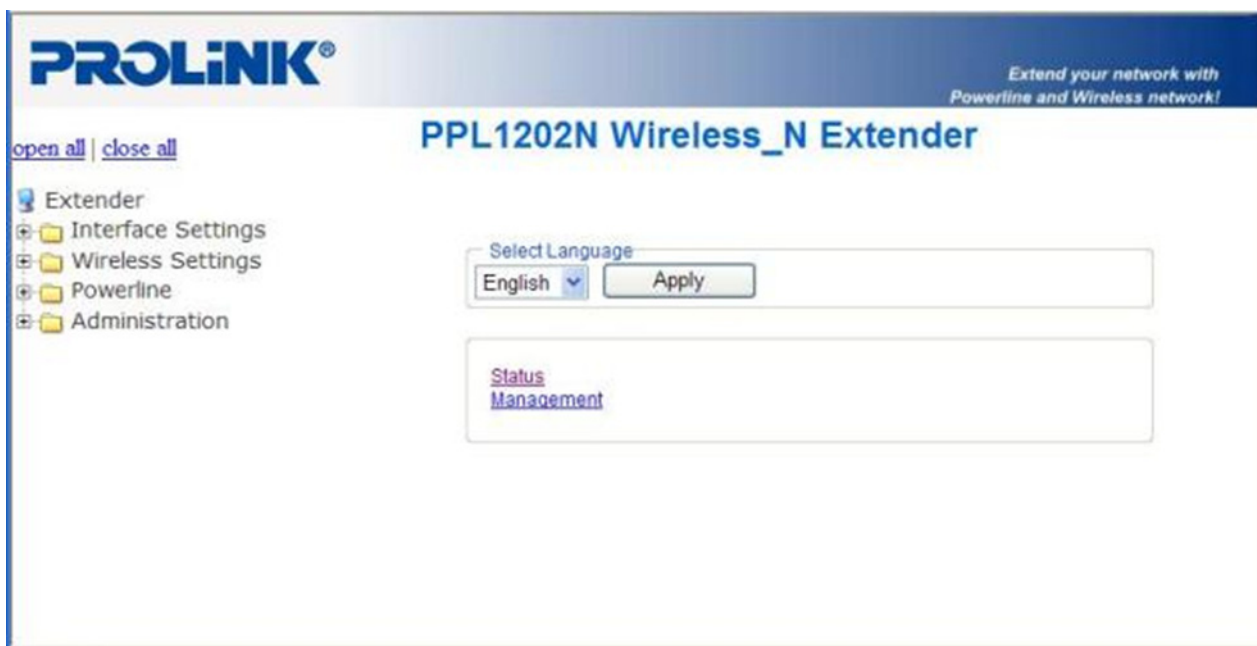 PROLiNK®
Extend your network with
Powerline and Wireless network!
open all | close all
PPL1202N Wireless_N Extender
Extender
Interface Settings
Wireless Settings
Powerline
Administration
Select Language
English
Apply
Status
Management